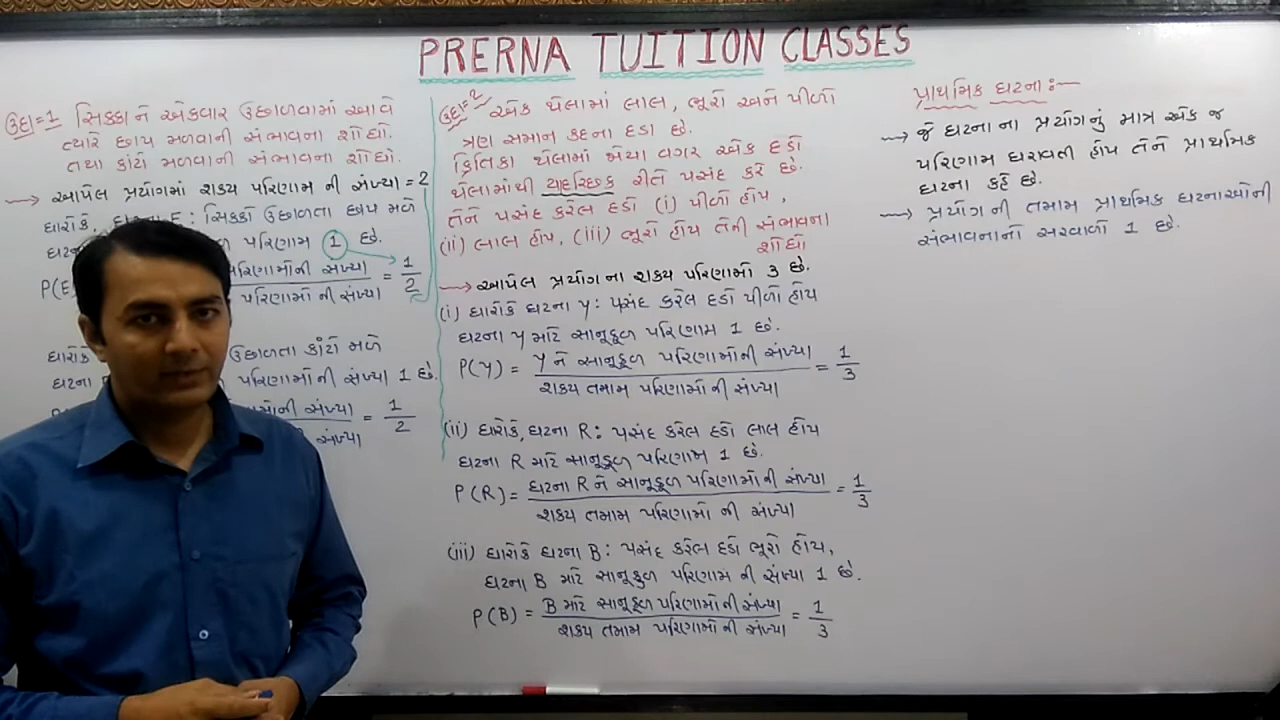 PRERNA TUITION CLASSES
ઉદા=1 સિક્કાને એકવાર ઉછાળવામાં આવે
ત્યારે છાપ મળવાની સંભાવના શોધો.
તથા કાંટો મળવાની સંભાવના શોધો.
આપેલ પ્રયોગમાં શક્ય પરિણામ ની સંખ્યા = 2
ધારોકે, ઘટના E : સિક્કો ઉછાળતા છાપ મળે
પરિણામ 1 છે.
P(E પરિણામોની સંખ્યા = 1
પરિણામો ની સંખ્યા 2
ધારોકે ઉછાળતા કાંટો મળે
ઘટના પરિણામોની સંખ્યા 1 છે.
સંખ્યા = 1
સંખ્યા 2
ઉદા=2 એક થેલામાં લાલ, ભૂરો અને પીળો
ત્રણ સમાન કદના દડા છે.
ક્રિતિકા થેલામાં જોયા વગર એક દડો
થેલામાંથી યાદચ્છિક રીતે પસંદ કરે છે.
તેને પસંદ કરેલ દડો (i) પીળો હોય,
(ii) લાલ હોય, (iii) ભૂરો હોય તેની સંભાવના
શોધો
આપેલ પ્રયોગ ના શક્ય પરિણામો 3 છે.
(i) ધારોકે ઘટના Y : પસંદ કરેલ દડો પીળો હોય
ઘટના Y માટે સાનૂકૂળ પરિણામ 1 છે.
P(Y) = Y ને સાનૂકૂળ પરિણામોની સંખ્યા = 1
શક્ય તમામ પરિણામો ની સંખ્યા 3
(ii) ધારોકે, ઘટના R : પસંદ કરેલ દડો લાલ હોય
ઘટના R માટે સાનૂકૂળ પરિણામ 1 છે.
P(R) = ઘટના R ને સાનૂકૂળ પરિણામો ની સંખ્યા = 1
શક્ય તમામ પરિણામો ની સંખ્યા 3
(iii) ધારોકે ઘટના B : પસંદ કરેલ દડો ભૂરો હોય,
ઘટના B માટે સાનૂકુળ પરિણામ ની સંખ્યા 1 છે.
P(B) = B માટે સાનૂકૂળ પરિણામોની સંખ્યા = 1
શક્ય તમામ પરિણામોની સંખ્યા 3
પ્રાથમિક ઘટના :-
જે ઘટના ના પ્રયોગનું માત્ર એક જ
પરિણામ ધરાવતી હોય તેને પ્રાથમિક
ઘટના કહે છે.
પ્રયોગ ની તમામ પ્રાથમિક ઘટનાઓની
સંભાવનાનો સરવાળો 1 છે.